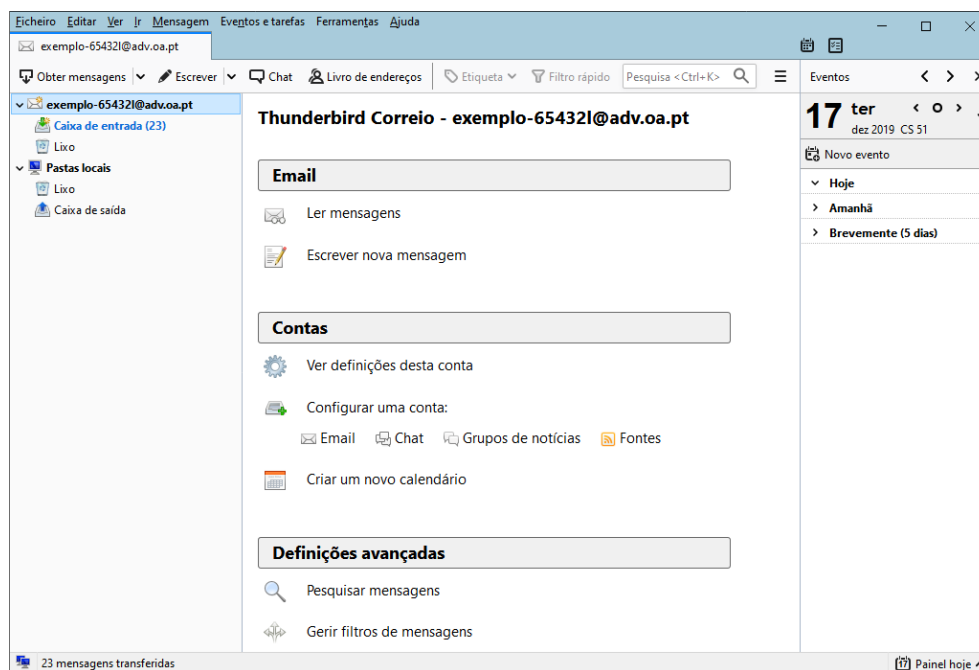 Ficheiro Editar Ver Ir Mensagem Eventos e tarefas Ferramentas Ajuda
exemplo-65432l@adv.oa.pt
Obter mensagens Escrever Chat Livro de endereços Etiqueta Filtro rápido Pesquisa <Ctrl+K> Eventos
exemplo-65432l@adv.oa.pt
Caixa de entrada (23)
Lixo
Pastas locais
Lixo
Caixa de saída
Thunderbird Correio - exemplo-65432l@adv.oa.pt
Email
Ler mensagens
Escrever nova mensagem
Contas
Ver definições desta conta
Configurar uma conta:
Email Chat Grupos de notícias Fontes
Criar um novo calendário
Definições avançadas
Pesquisar mensagens
Gerir filtros de mensagens
17 ter
dez 2019 CS 51
Novo evento
Hoje
Amanhã
Brevemente (5 dias)
23 mensagens transferidas
17 Painel hoje